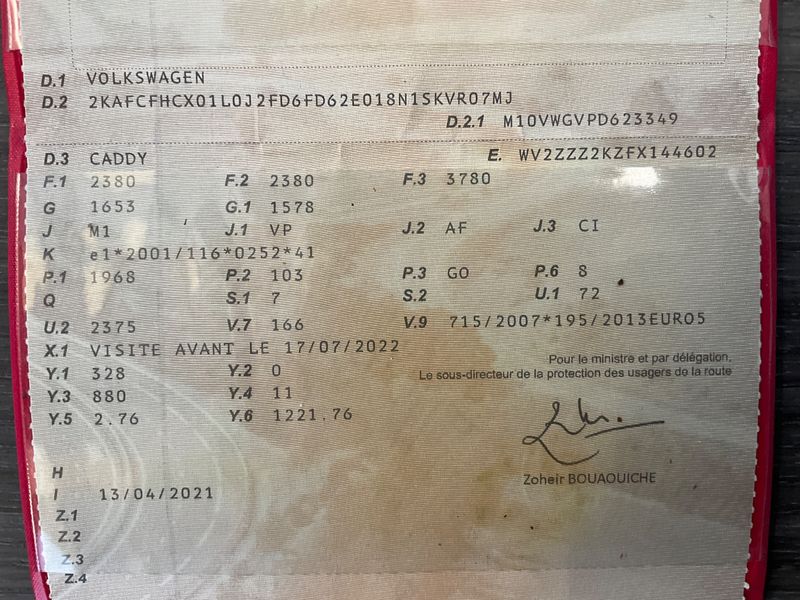 D.1 VOLKSWAGEN
D.2 2KAFCFHCX01L0J2FD6FD62E018N1SKVR07MJ
D.2.1 M10VWGVPD623349
D.3 CADDY E. WV2ZZZ2KZFX144602
F.1 2380 F.2 2380 F.3 3780
G 1653 G.1 1578
J M1 J.1 VP J.2 AF J.3 CI
K e1*2001/116*0252*41
P.1 1968 P.2 103 P.3 GO P.6 8
Q S.1 7 S.2 U.1 72
U.2 2375 V.7 166 V.9 715/2007*195/2013EURO5
X.1 VISITE AVANT LE 17/07/2022
Pour le ministre et par délégation,
Y.1 328 Y.2 0
Le sous-directeur de la protection des usagers de la route
Y.3 880 Y.4 11
Y.5 2.76 Y.6 1221.76
Zoheir BOUAOUICHE
H
I 13/04/2021
Z.1
Z.2
Z.3
Z.4